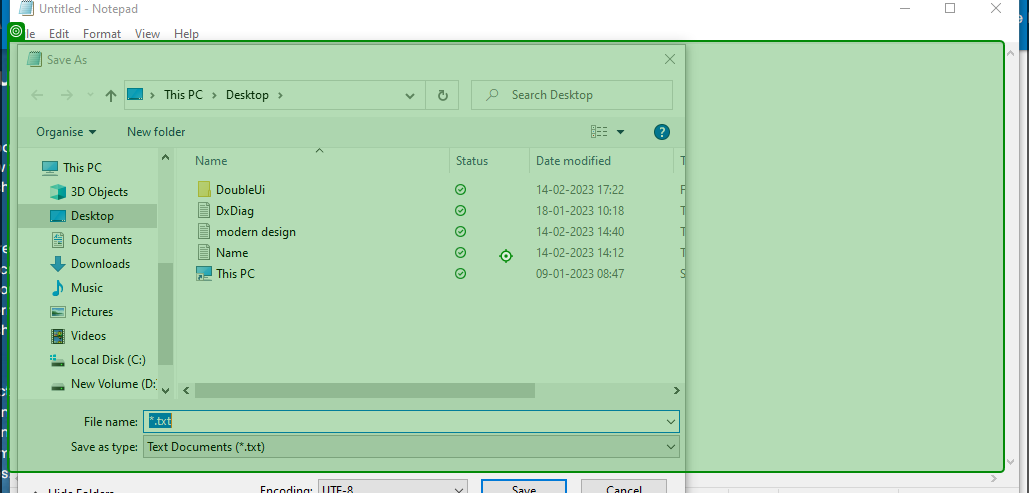 Untitled - Notepad
le Edit Format View Help
Save As
This PC Desktop Search Desktop
Organise New folder
Name Status Date modified T
This PC
3D Objects
Desktop
Documents
Downloads
Music
Pictures
Videos
Local Disk (C:)
New Volume (D:
DoubleUi 14-02-2023 17:22 F
DxDiag 18-01-2023 10:18 T
modern design 14-02-2023 14:40 T
Name 14-02-2023 14:12 T
This PC 09-01-2023 08:47 S
File name: *.txt
Save as type: Text Documents (*.txt)
Hide Folders Encoding: UTF-8 Save Cancel